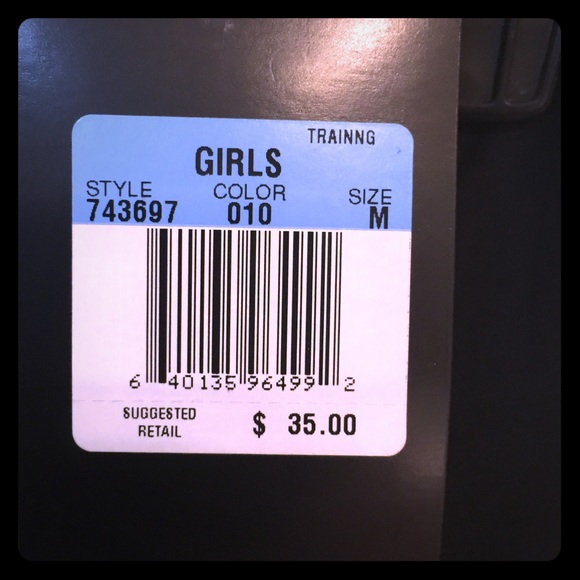 TRAINNG
GIRLS
STYLE COLOR SIZE
743697 010 M
6 40135 96499 2
SUGGESTED
RETAIL
$ 35.00